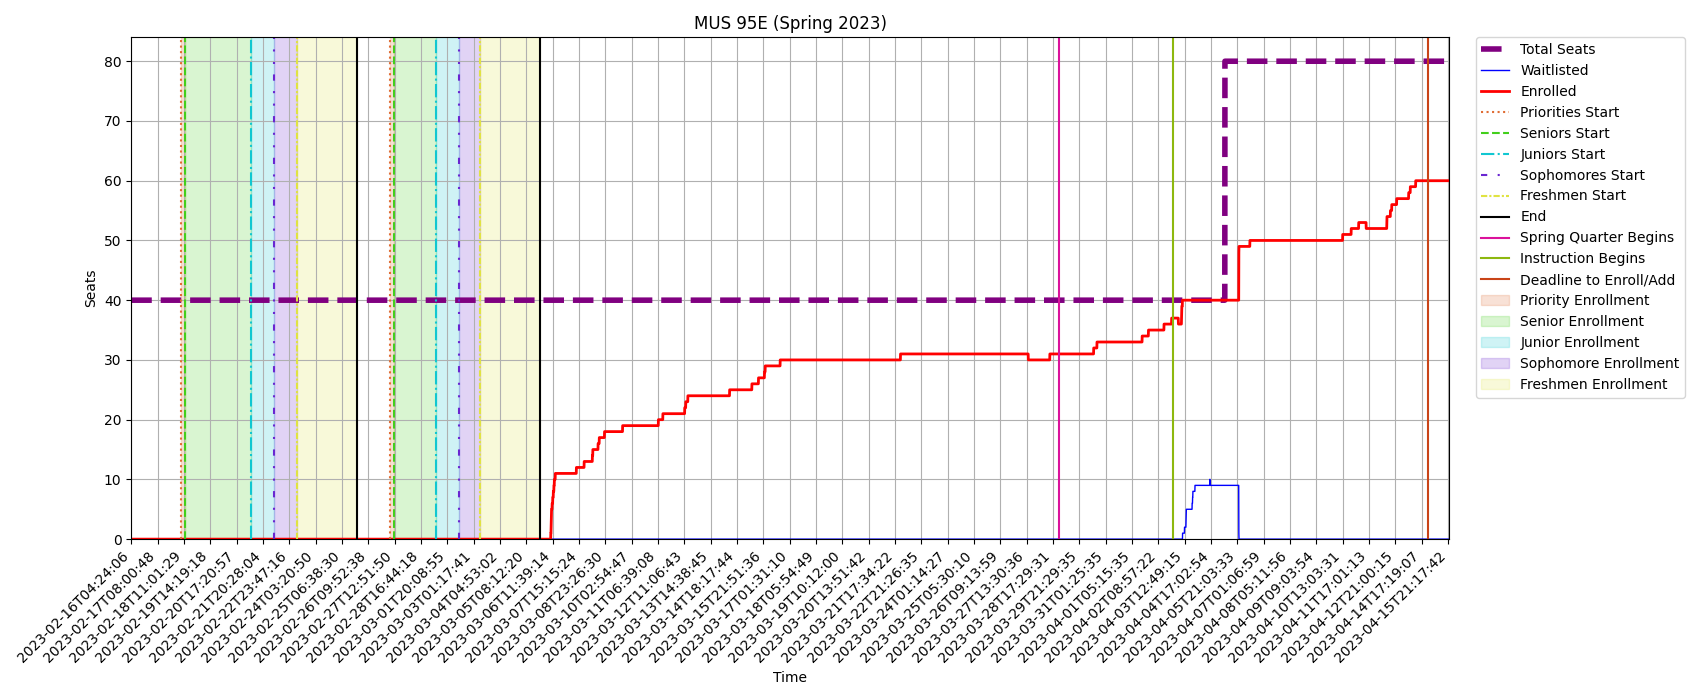 MUS 95E (Spring 2023)
Seats
80
70
60
50
40
30
20
10
0
2023-02-16T04:24:06
2023-02-17T08:00:48
2023-02-18T11:01:29
2023-02-19T14:19:18
2023-02-20T17:20:57
2023-02-21T20:28:04
2023-02-22T23:47:16
2023-02-24T03:20:50
2023-02-25T06:38:30
2023-02-26T09:52:38
2023-02-27T12:51:50
2023-02-28T16:44:18
2023-03-01T20:08:55
2023-03-03T01:17:41
2023-03-04T04:53:02
2023-03-05T08:12:20
2023-03-06T11:39:14
2023-03-07T15:15:24
2023-03-08T23:26:30
2023-03-10T02:54:47
2023-03-11T06:39:08
2023-03-12T11:06:43
2023-03-13T14:38:45
2023-03-14T18:17:44
2023-03-15T21:51:36
2023-03-17T01:31:10
2023-03-18T05:54:49
2023-03-19T10:12:00
2023-03-20T13:51:42
2023-03-21T17:34:22
2023-03-22T21:26:35
2023-03-24T01:14:27
2023-03-25T05:30:10
2023-03-26T09:13:59
2023-03-27T13:30:36
2023-03-28T17:29:31
2023-03-29T21:29:35
2023-03-31T01:25:35
2023-04-01T05:15:35
2023-04-02T08:57:22
2023-04-03T12:49:15
2023-04-04T17:02:54
2023-04-05T21:03:33
2023-04-07T01:06:59
2023-04-08T05:11:56
2023-04-09T09:03:54
2023-04-10T13:03:31
2023-04-11T17:01:13
2023-04-12T21:00:15
2023-04-14T17:19:07
2023-04-15T21:17:42
Time
Total Seats
Waitlisted
Enrolled
Priorities Start
Seniors Start
Juniors Start
Sophomores Start
Freshmen Start
End
Spring Quarter Begins
Instruction Begins
Deadline to Enroll/Add
Priority Enrollment
Senior Enrollment
Junior Enrollment
Sophomore Enrollment
Freshmen Enrollment